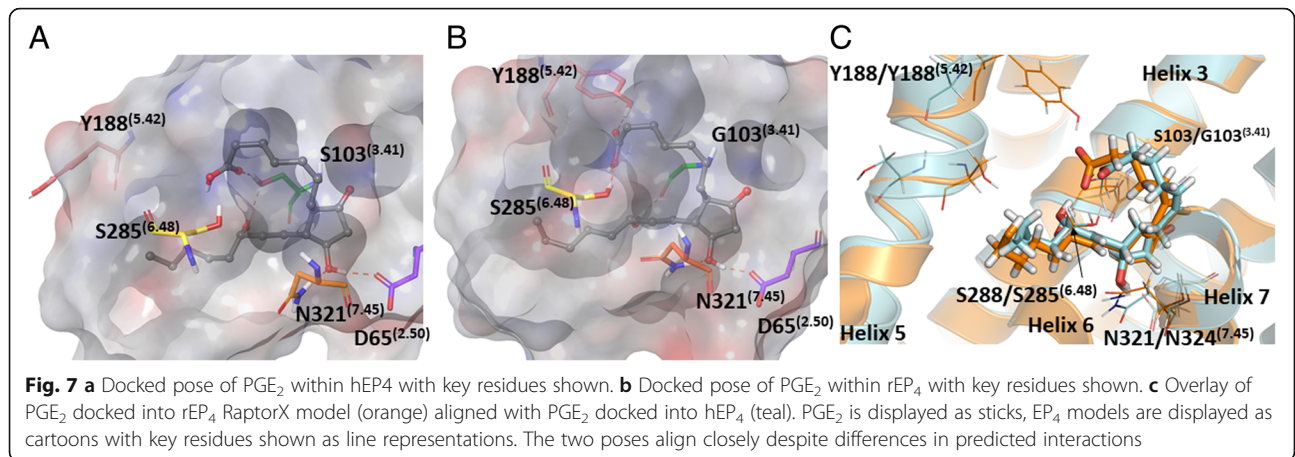 A
B
C
Y188(5.42)
S103(3.41)
S285(6.48)
N321(7.45)
D65(2.50)
Y188(5.42)
G103(3.41)
S285(6.48)
N321(7.45)
D65(2.50)
Y188/Y188(5.42)
Helix 3
S103/G103(3.41)
S288/S285(6.48)
Helix 7
Helix 5
Helix 6
N321/N324(7.45)
Fig. 7 a Docked pose of PGE2 within hEP4 with key residues shown. b Docked pose of PGE2 within rEP4 with key residues shown. c Overlay of
PGE2 docked into rEP4 RaptorX model (orange) aligned with PGE2 docked into hEP4 (teal). PGE2 is displayed as sticks, EP4 models are displayed as
cartoons with key residues shown as line representations. The two poses align closely despite differences in predicted interactions